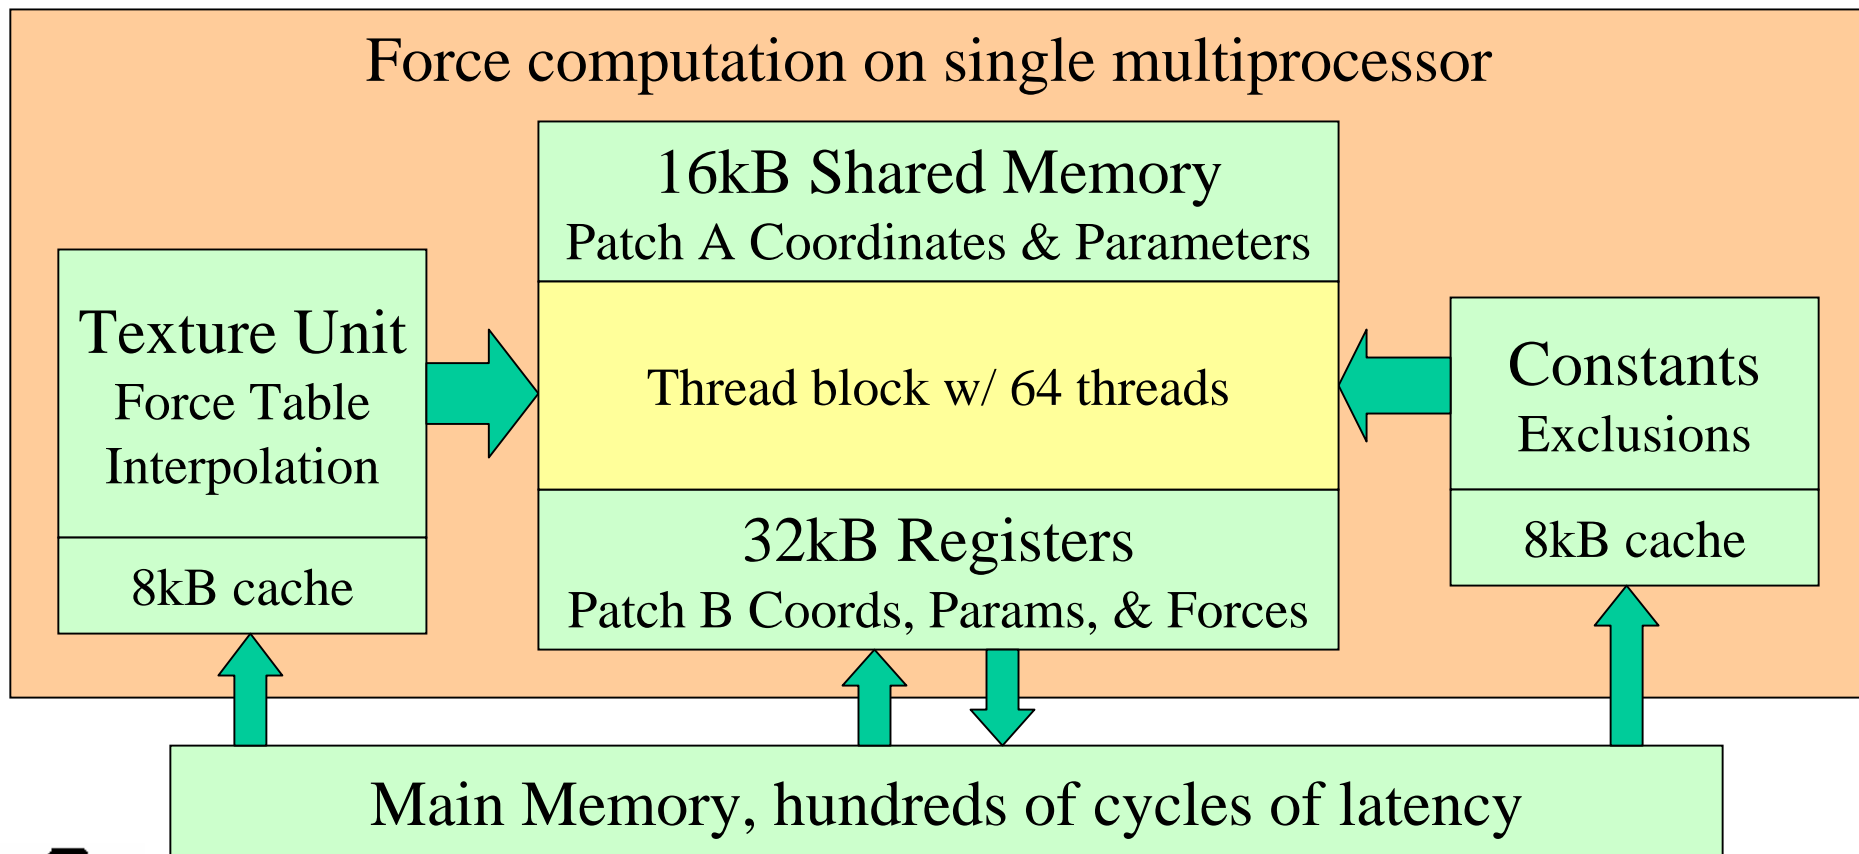 Force computation on single multiprocessor
16kB Shared Memory
Patch A Coordinates & Parameters
Texture Unit
Force Table
Interpolation
8kB cache
Thread block w/ 64 threads
Constants
Exclusions
8kB cache
32kB Registers
Patch B Coords, Params, & Forces
Main Memory, hundreds of cycles of latency